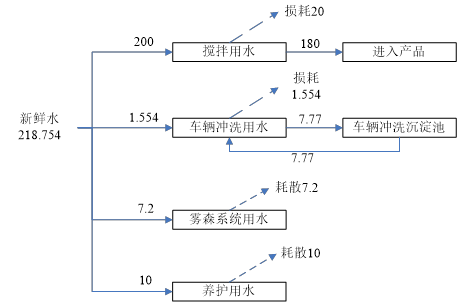 损耗20
200
搅拌用水
180
进入产品
损耗
1.554
新鲜水
218.754
1.554
车辆冲洗用水
7.77
车辆冲洗沉淀池
7.77
耗散7.2
7.2
雾森系统用水
耗散10
10
养护用水